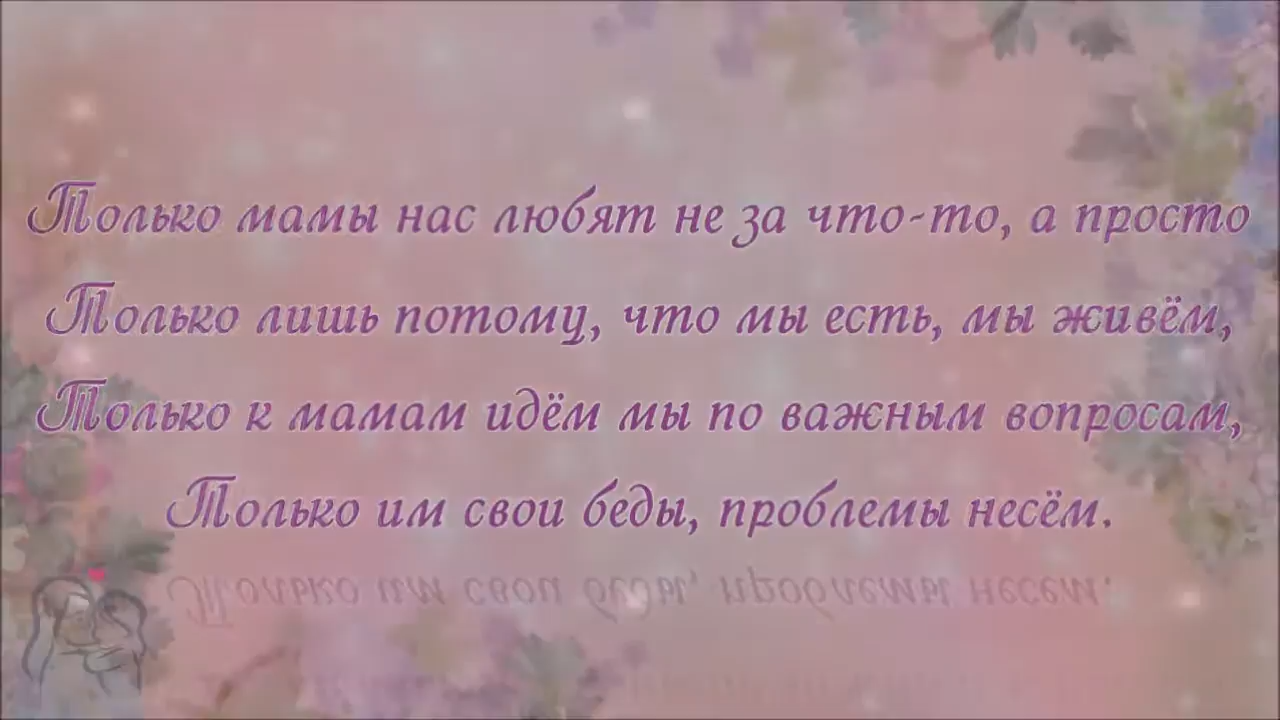 Только мамы нас любят не за что-то, а просто
Только лишь потому, что мы есть, мы живём,
Только к мамам идём мы по важным вопросам,
Только им свои беды, проблемы несём.